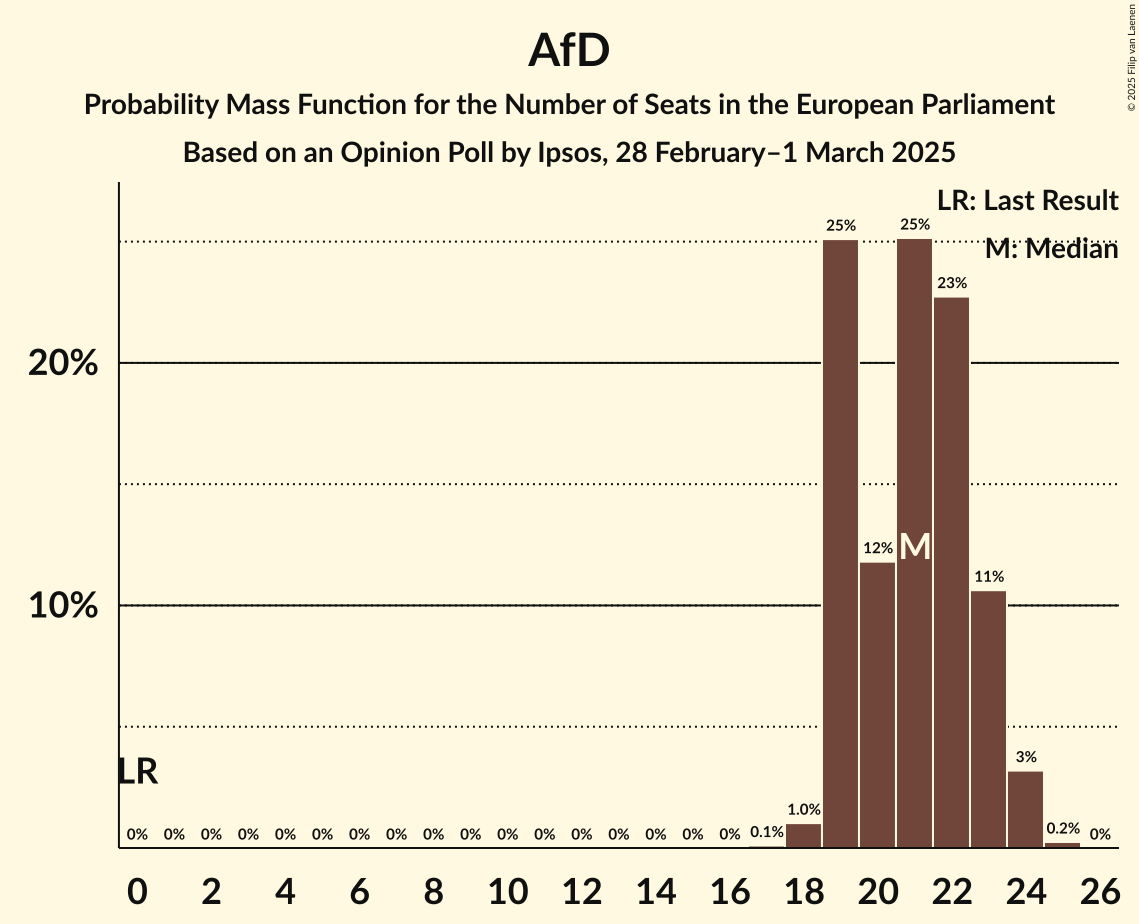 AfD
Probability Mass Function for the Number of Seats in the European Parliament
Based on an Opinion Poll by Ipsos, 28 February–1 March 2025
© 2025 Filip van Laenen
LR: Last Result
M: Median
25% 25%
23%
20%
12% M
11%
10%
3%
LR
1.0%
0% 0% 0% 0% 0% 0% 0% 0% 0% 0% 0% 0% 0% 0% 0% 0% 0% 0.1% 0.2% 0%
0 2 4 6 8 10 12 14 16 18 20 22 24 26